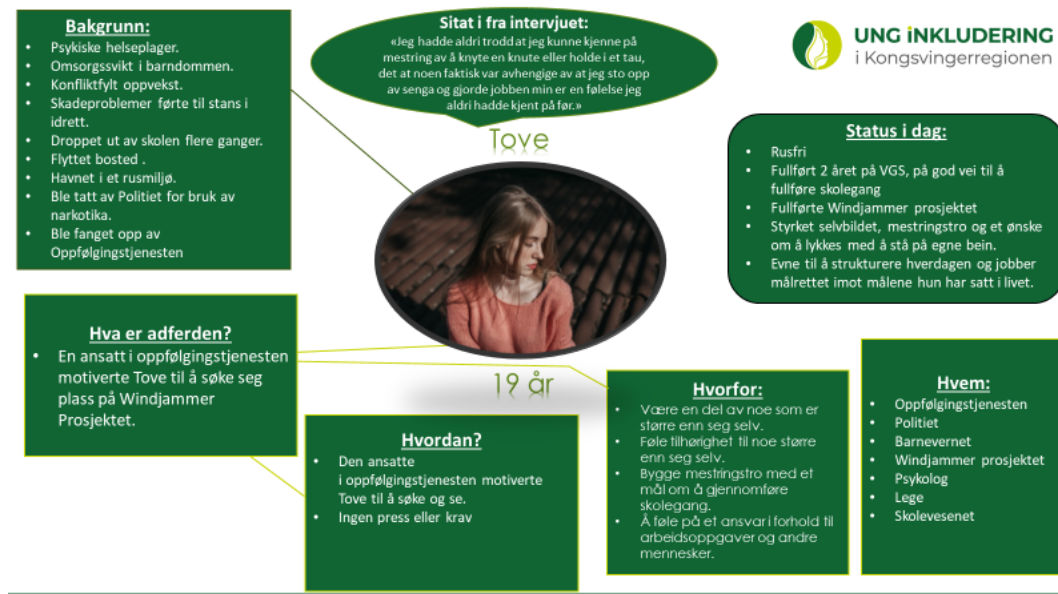 Bakgrunn:
• Psykiske helseplager.
• Omsorgssvikt i barndommen.
• Konfliktfylt oppvekst.
• Skadeproblemer førte til stans i
idrett.
• Droppet ut av skolen flere ganger.
• Flyttet bosted .
• Havnet i et rusmiljø.
• Ble tatt av Politiet for bruk av
narkotika.
• Ble fanget opp av
Oppfølgingstjenesten
Sitat i fra intervjuet:
«Jeg hadde aldri trodd at jeg kunne kjenne på
mestring av å knyte en knute eller holde i et tau,
det at noen faktisk var avhengige av at jeg sto opp
av senga og gjorde jobben min er en følelse jeg
aldri hadde kjent på før.»
Tove
19 år
UNG iNKLUDERING
i Kongsvingerregionen
Status i dag:
• Rusfri
• Fullført 2 året på VGS, på god vei til å
fullføre skolegang
• Fullførte Windjammer prosjektet
• Styrket selvbildet, mestringstro og et ønske
om å lykkes med å stå på egne bein.
• Evne til å strukturere hverdagen og jobber
målrettet imot målene hun har satt i livet.
Hva er adferden?
• En ansatt i oppfølgingstjenesten
motiverte Tove til å søke seg
plass på Windjammer
Prosjektet.
Hvordan?
• Den ansatte
i oppfølgingstjenesten motiverte
Tove til å søke og se.
• Ingen press eller krav
Hvorfor:
• Være en del av noe som er
større enn seg selv.
• Føle tilhørighet til noe større
enn seg selv.
• Bygge mestringstro med et
mål om å gjennomføre
skolegang.
• Å føle på et ansvar i forhold til
arbeidsoppgaver og andre
mennesker.
Hvem:
• Oppfølgingstjenesten
• Politiet
• Barnevernet
• Windjammer prosjektet
• Psykolog
• Lege
• Skolevesenet